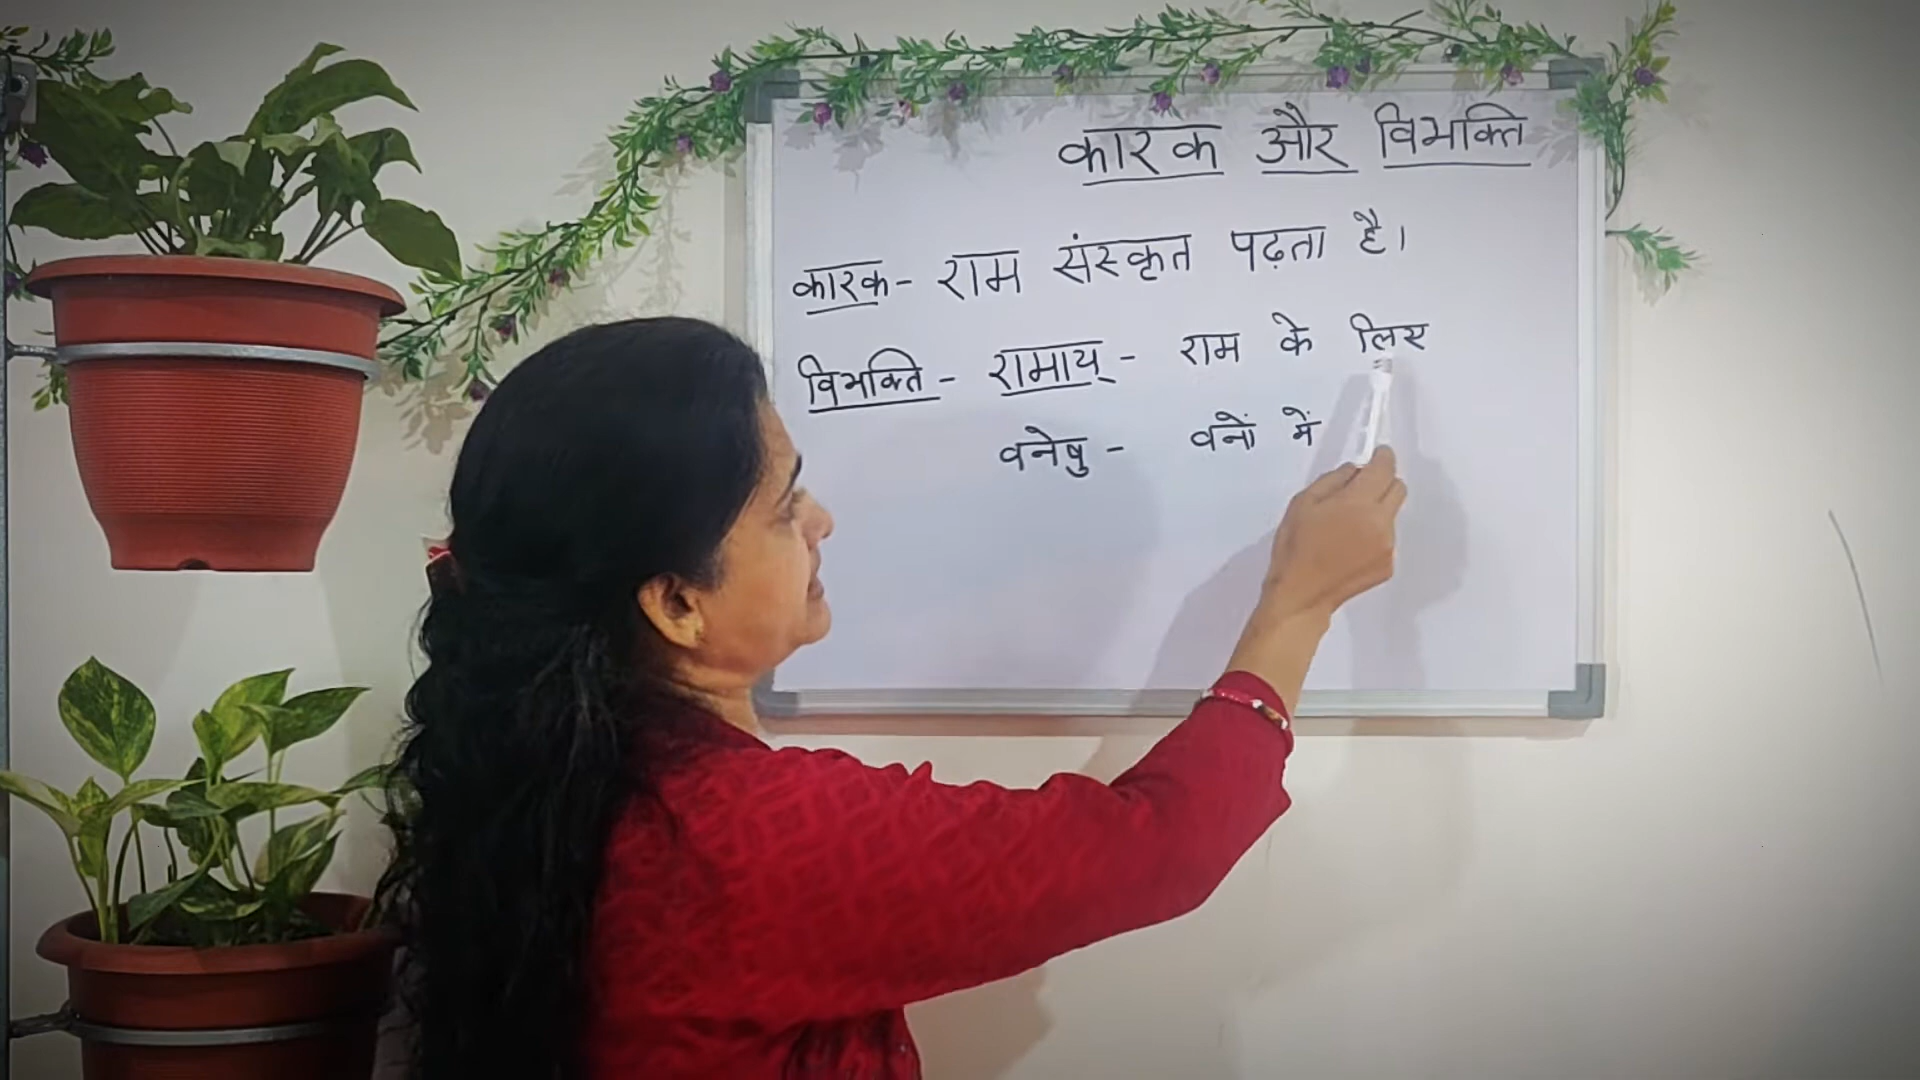 कारक और विभक्ति
कारक - राम संस्कृत पढ़ता है।
विभक्ति - रामाय् - राम के लिए
वनेषु - वनों में